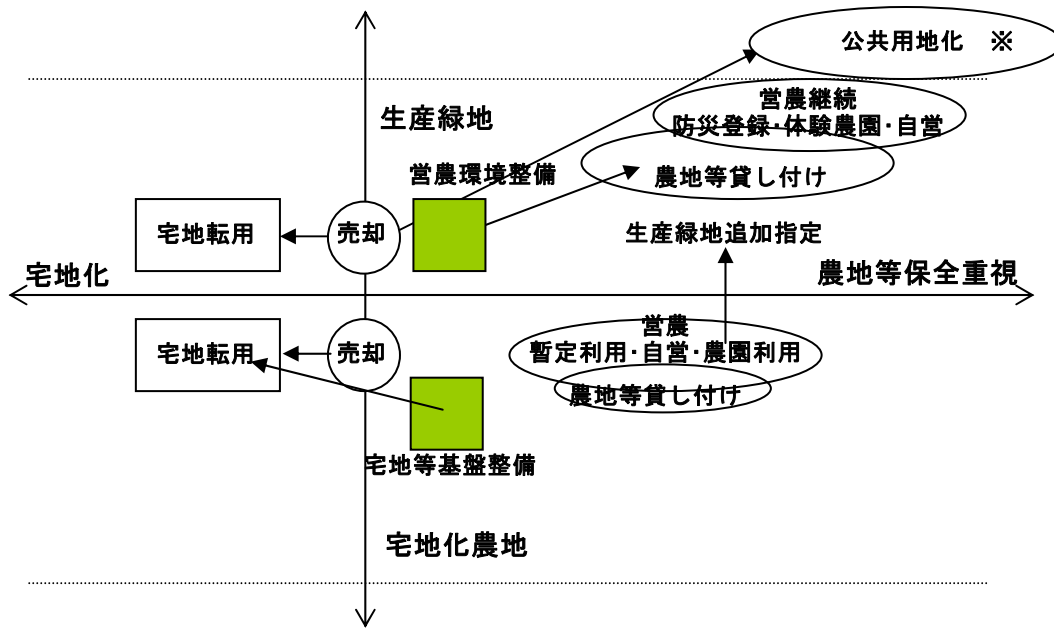 公共用地化　※
営農継続
防災登録・体験農園・自営
生産緑地
営農環境整備
農地等貸し付け
宅地転用
売却
生産緑地追加指定
宅地化
農地等保全重視
営農
宅地転用
売却
暫定利用・自営・農園利用
農地等貸し付け
宅地等基盤整備
宅地化農地